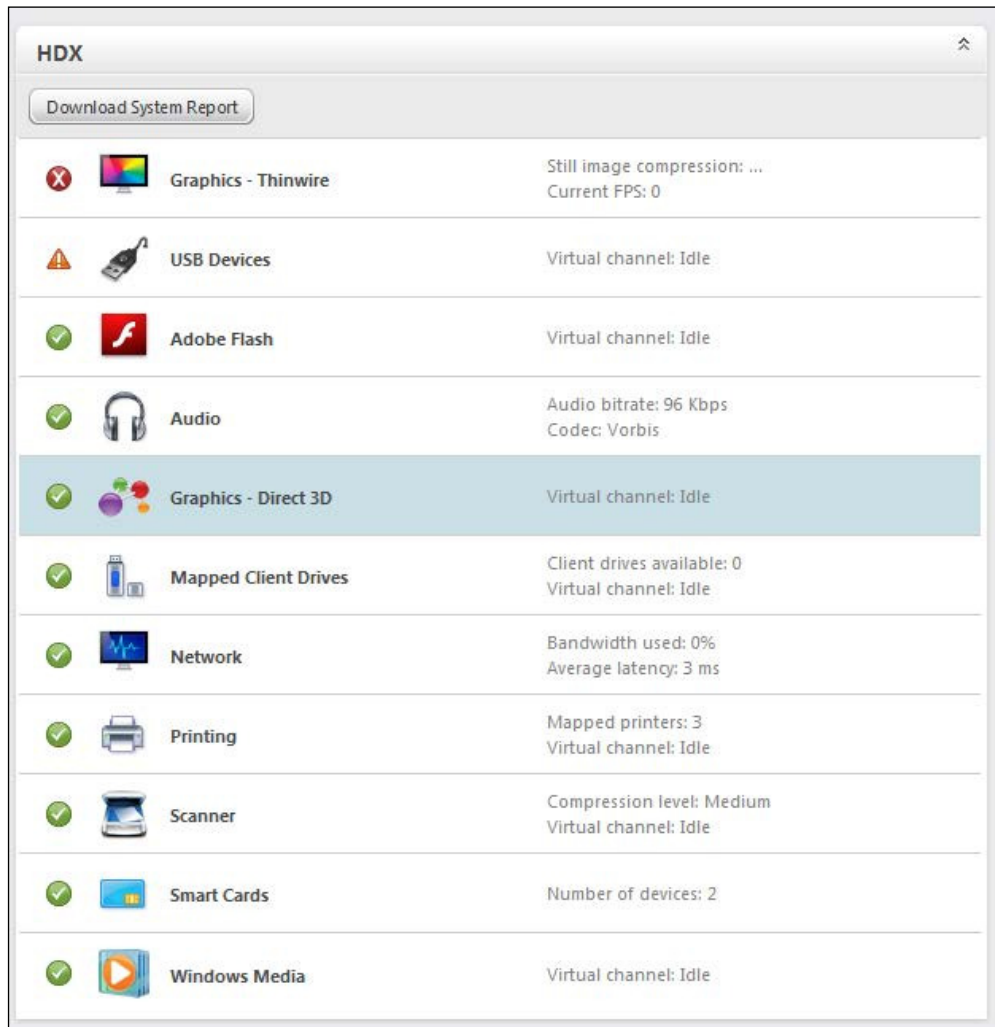 HDX
Download System Report
Graphics - Thinwire
Still image compression: ...
Current FPS: 0
USB Devices
Virtual channel: Idle
Adobe Flash
Virtual channel: Idle
Audio
Audio bitrate: 96 Kbps
Codec: Vorbis
Graphics - Direct 3D
Virtual channel: Idle
Mapped Client Drives
Client drives available: 0
Virtual channel: Idle
Network
Bandwidth used: 0%
Average latency: 3 ms
Printing
Mapped printers: 3
Virtual channel: Idle
Scanner
Compression level: Medium
Virtual channel: Idle
Smart Cards
Number of devices: 2
Windows Media
Virtual channel: Idle